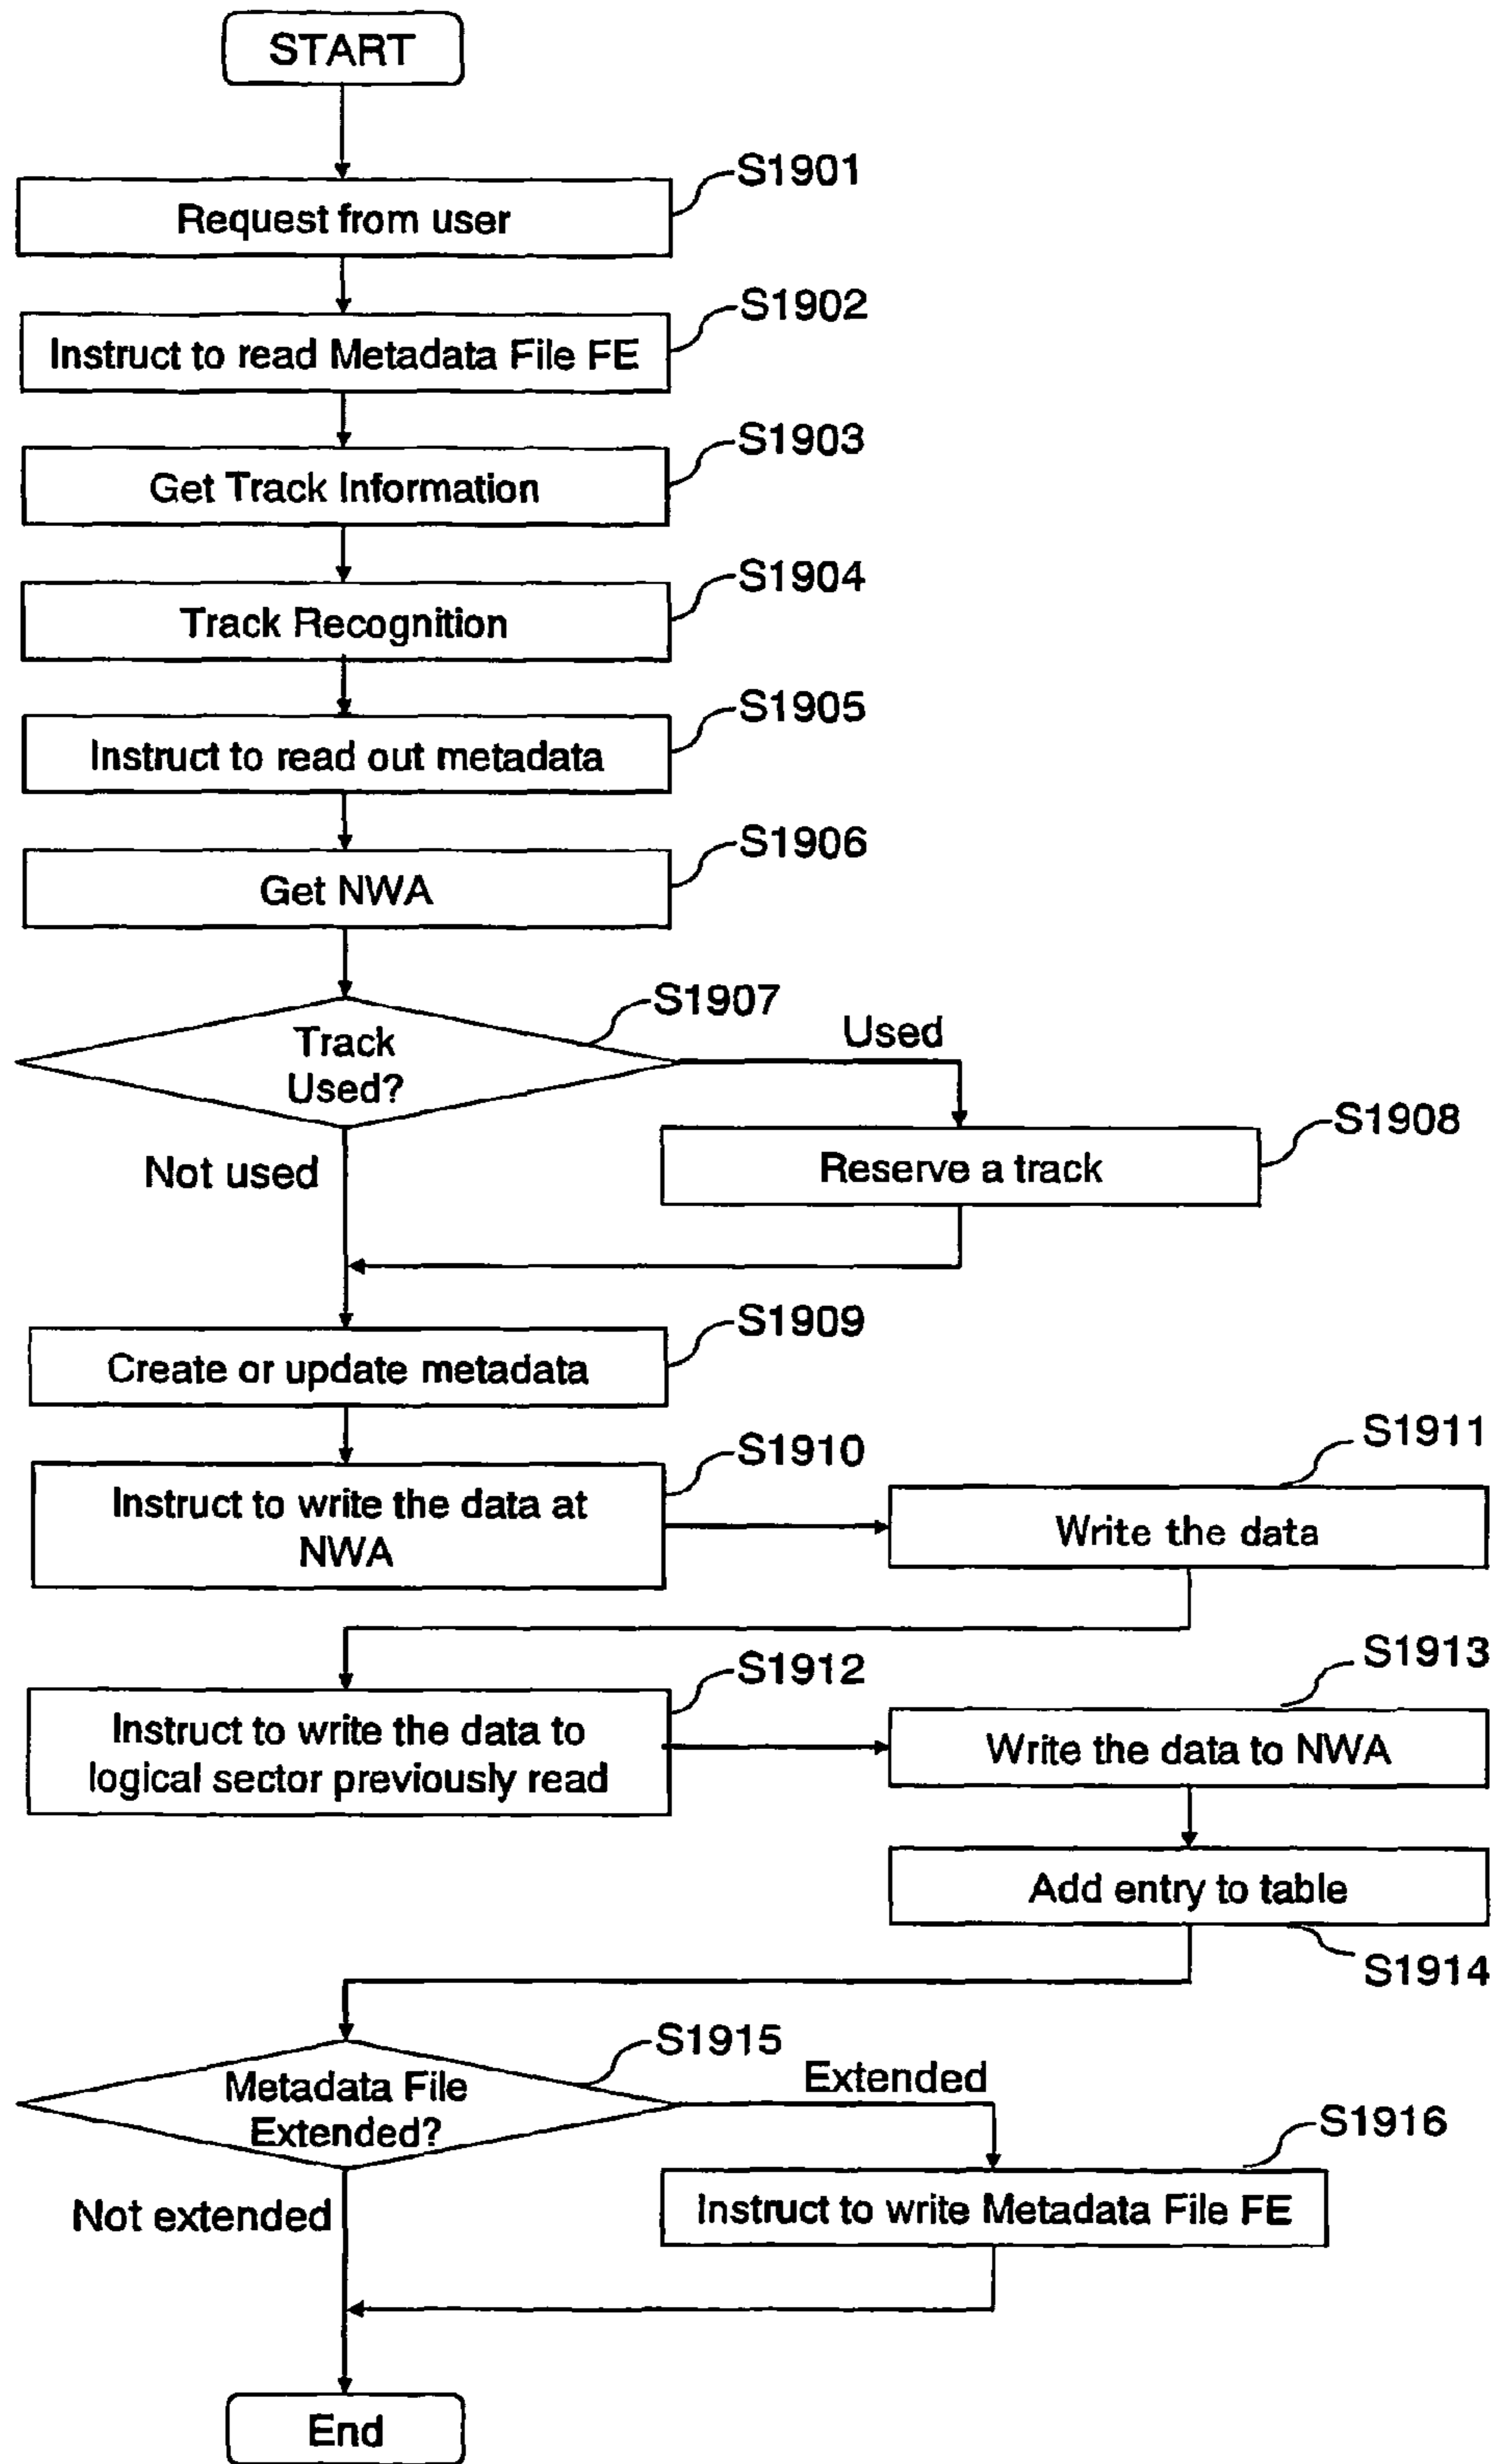 START
S1901
Request from user
S1902
Instruct to read Metadata File FE
S1903
Get Track Information
S1904
Track Recognition
S1905
Instruct to read out metadata
S1906
Get NWA
S1907
Track
Used?
Used
Not used
S1908
Reserve a track
S1909
Create or update metadata
S1910
Instruct to write the data at
NWA
S1911
Write the data
S1912
Instruct to write the data to
logical sector previously read
S1913
Write the data to NWA
Add entry to table
S1914
S1915
Metadata File
Extended?
Extended
Not extended
S1916
Instruct to write Metadata File FE
End